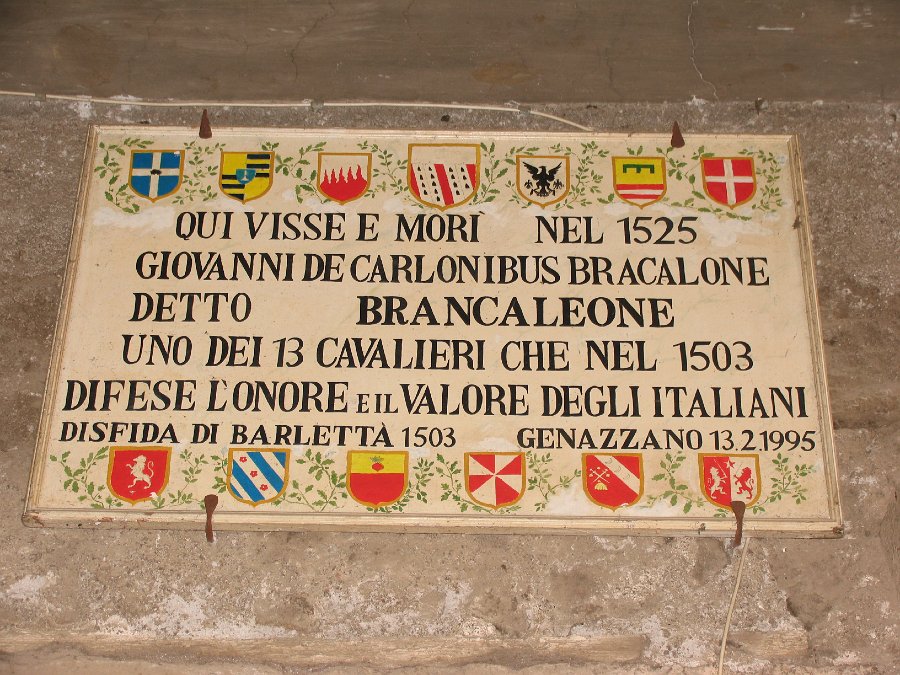 QUI VISSE E MORÌ NEL 1525
GIOVANNI DE CARLONIBUS BRACALONE
DETTO BRANCALEONE
UNO DEI 13 CAVALIERI CHE NEL 1503
DIFESE L'ONORE E IL VALORE DEGLI ITALIANI
DISFIDA DI BARLETTÀ 1503 GENAZZANO 13.2.1995